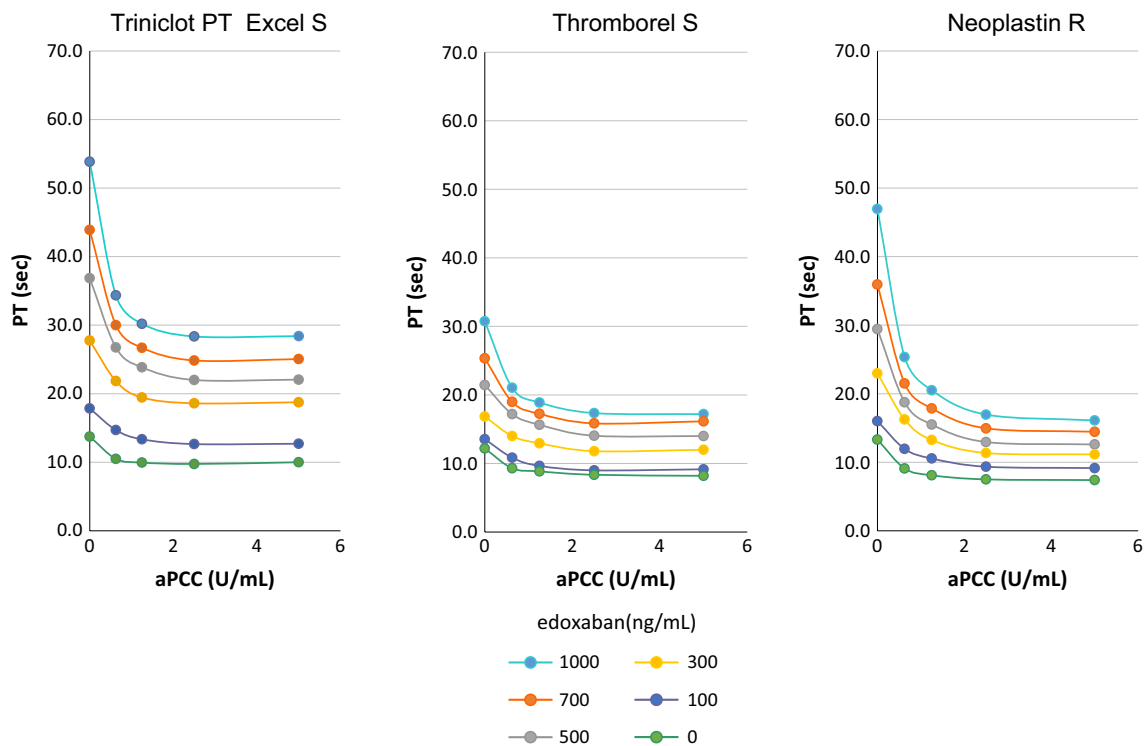 Triniclot PT Excel S
70.0
60.0
50.0
40.0
30.0
20.0
10.0
0.0
0 2 4 6
PT (sec)
aPCC (U/mL)
Thromborel S
70.0
60.0
50.0
40.0
30.0
20.0
10.0
0.0
0 2 4 6
PT (sec)
aPCC (U/mL)
Neoplastin R
70.0
60.0
50.0
40.0
30.0
20.0
10.0
0.0
0 2 4 6
PT (sec)
aPCC (U/mL)
edoxaban(ng/mL)
1000 300
700 100
500 0